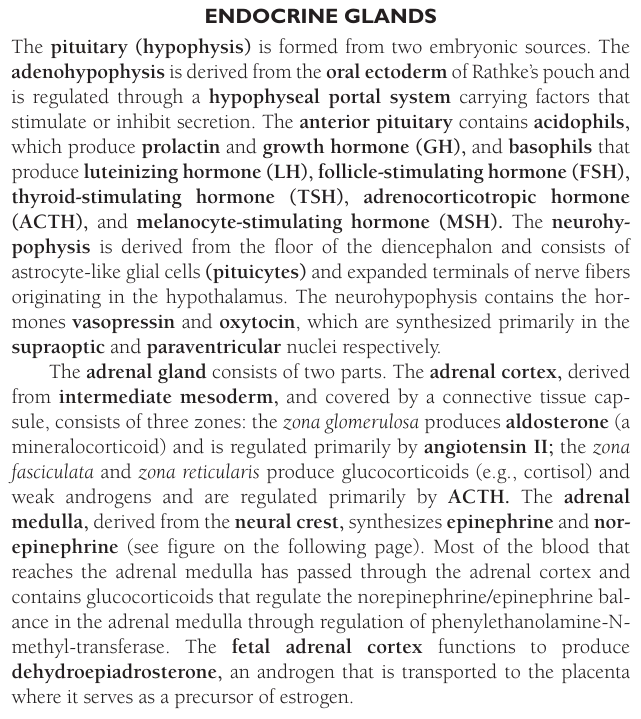 ENDOCRINE GLANDS
The pituitary (hypophysis) is formed from two embryonic sources. The
adenohypophysis is derived from the oral ectoderm of Rathke's pouch and
is regulated through a hypophyseal portal system carrying factors that
stimulate or inhibit secretion. The anterior pituitary contains acidophils,
which produce prolactin and growth hormone (GH), and basophils that
produce luteinizing hormone (LH), follicle-stimulating hormone (FSH),
thyroid-stimulating hormone (TSH), adrenocorticotropic hormone
(ACTH), and melanocyte-stimulating hormone (MSH). The neurohy-
pophysis is derived from the floor of the diencephalon and consists of
astrocyte-like glial cells (pituicytes) and expanded terminals of nerve fibers
originating in the hypothalamus. The neurohypophysis contains the hor-
mones vasopressin and oxytocin, which are synthesized primarily in the
supraoptic and paraventricular nuclei respectively.
The adrenal gland consists of two parts. The adrenal cortex, derived
from intermediate mesoderm, and covered by a connective tissue cap-
sule, consists of three zones: the zona glomerulosa produces aldosterone (a
mineralocorticoid) and is regulated primarily by angiotensin II; the zona
fasciculata and zona reticularis produce glucocorticoids (e.g., cortisol) and
weak androgens and are regulated primarily by ACTH. The adrenal
medulla, derived from the neural crest, synthesizes epinephrine and nor-
epinephrine (see figure on the following page). Most of the blood that
reaches the adrenal medulla has passed through the adrenal cortex and
contains glucocorticoids that regulate the norepinephrine/epinephrine bal-
ance in the adrenal medulla through regulation of phenylethanolamine-N-
methyl-transferase. The fetal adrenal cortex functions to produce
dehydroepiadrosterone, an androgen that is transported to the placenta
where it serves as a precursor of estrogen.